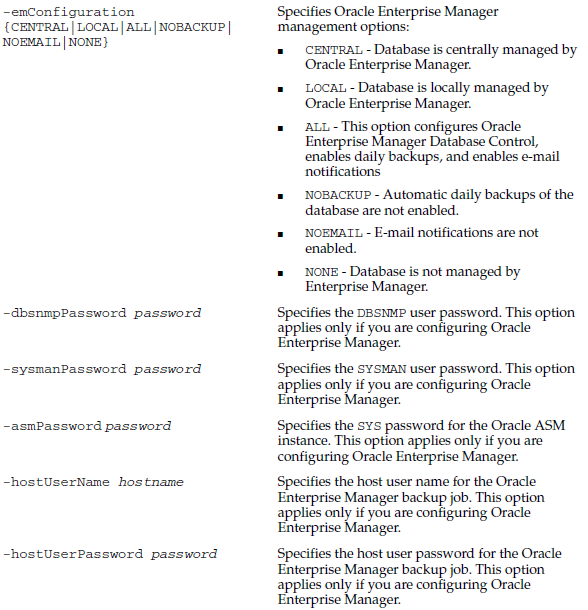 -emConfiguration
{CENTRAL|LOCAL|ALL|NOBACKUP|
NOEMAIL|NONE}
Specifies Oracle Enterprise Manager
management options:
■ CENTRAL - Database is centrally managed by
Oracle Enterprise Manager.
■ LOCAL - Database is locally managed by
Oracle Enterprise Manager.
■ ALL - This option configures Oracle
Enterprise Manager Database Control,
enables daily backups, and enables e-mail
notifications
■ NOBACKUP - Automatic daily backups of the
database are not enabled.
■ NOEMAIL - E-mail notifications are not
enabled.
■ NONE - Database is not managed by
Enterprise Manager.
-dbsnmpPassword password
Specifies the DBSNMP user password. This option
applies only if you are configuring Oracle
Enterprise Manager.
-sysmanPassword password
Specifies the SYSMAN user password. This option
applies only if you are configuring Oracle
Enterprise Manager.
-asmPassword password
Specifies the SYS password for the Oracle ASM
instance. This option applies only if you are
configuring Oracle Enterprise Manager.
-hostUserName hostname
Specifies the host user name for the Oracle
Enterprise Manager backup job. This option
applies only if you are configuring Oracle
Enterprise Manager.
-hostUserPassword password
Specifies the host user password for the Oracle
Enterprise Manager backup job. This option
applies only if you are configuring Oracle
Enterprise Manager.